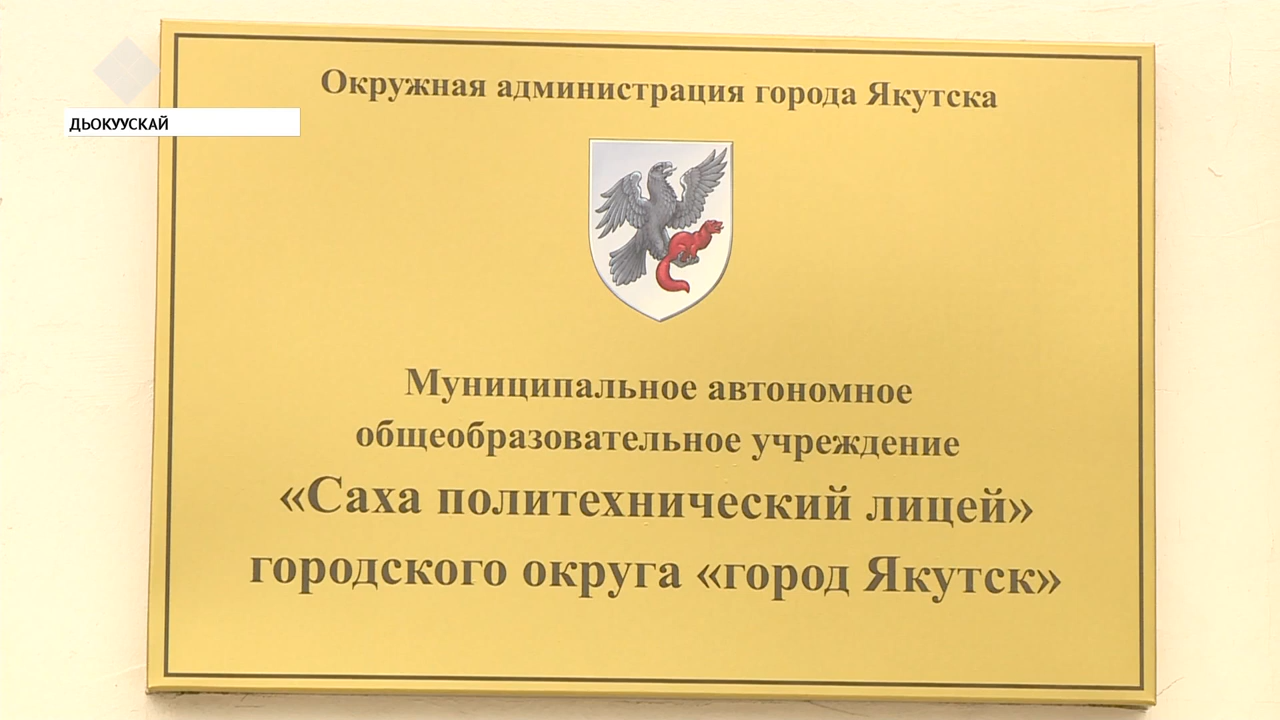 Окружная администрация города Якутска
ДЬОКУУСКАЙ
Муниципальное автономное
общеобразовательное учреждение
«Саха политехнический лицей»
городского округа «город Якутск»